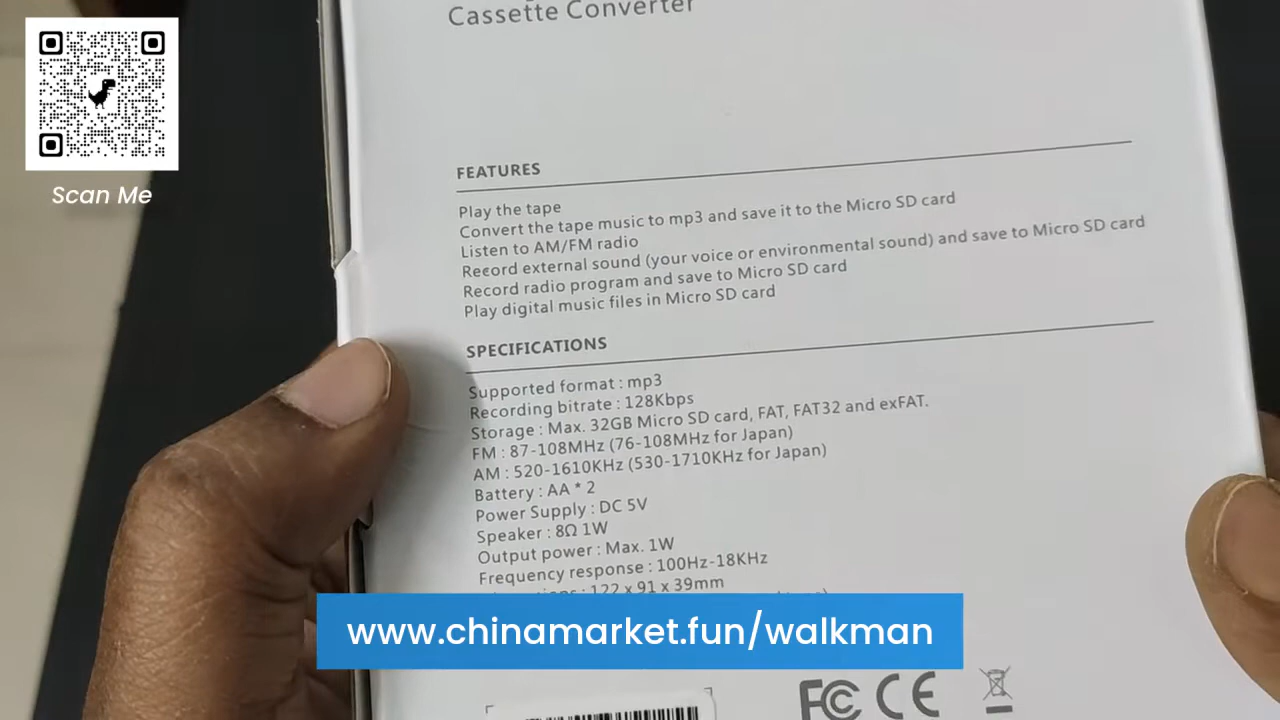 Cassette Converter
Scan Me
FEATURES
Play the tape
Convert the tape music to mp3 and save it to the Micro SD card
Listen to AM/FM radio
Record external sound (your voice or environmental sound) and save to Micro SD card
Record radio program and save to Micro SD card
Play digital music files in Micro SD card
SPECIFICATIONS
Supported format : mp3
Recording bitrate : 128Kbps
Storage : Max. 32GB Micro SD card, FAT, FAT32 and exFAT.
FM : 87-108MHz (76-108MHz for Japan)
AM : 520-1610KHz (530-1710KHz for Japan)
Battery : AA * 2
Power Supply : DC 5V
Speaker : 8Ω 1W
Output power : Max. 1W
Frequency response : 100Hz-18KHz
: 122 x 91 x 39mm
www.chinamarket.fun/walkman
FC CE